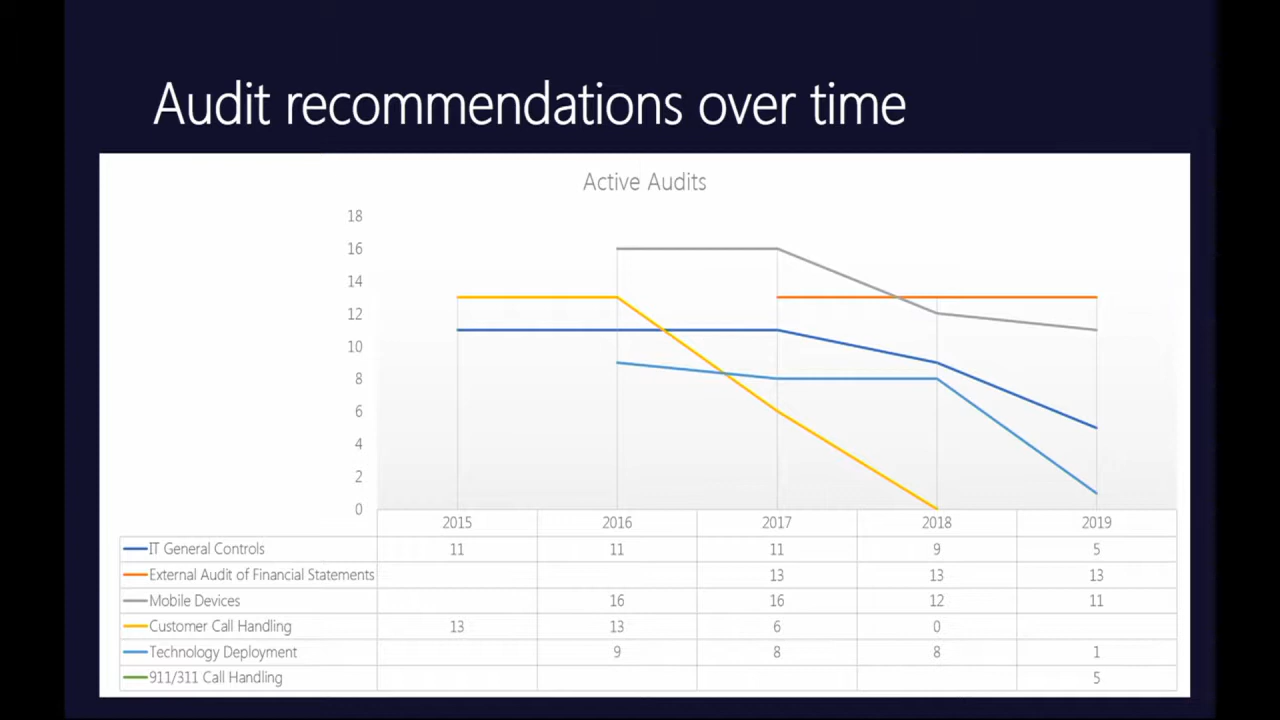 Audit recommendations over time
Active Audits
18
16
14
12
10
8
6
4
2
0
2015 2016 2017 2018 2019
IT General Controls 11 11 11 9 5
External Audit of Financial Statements 13 13 13
Mobile Devices 16 16 12 11
Customer Call Handling 13 13 6 0
Technology Deployment 9 8 8 1
911/311 Call Handling 5